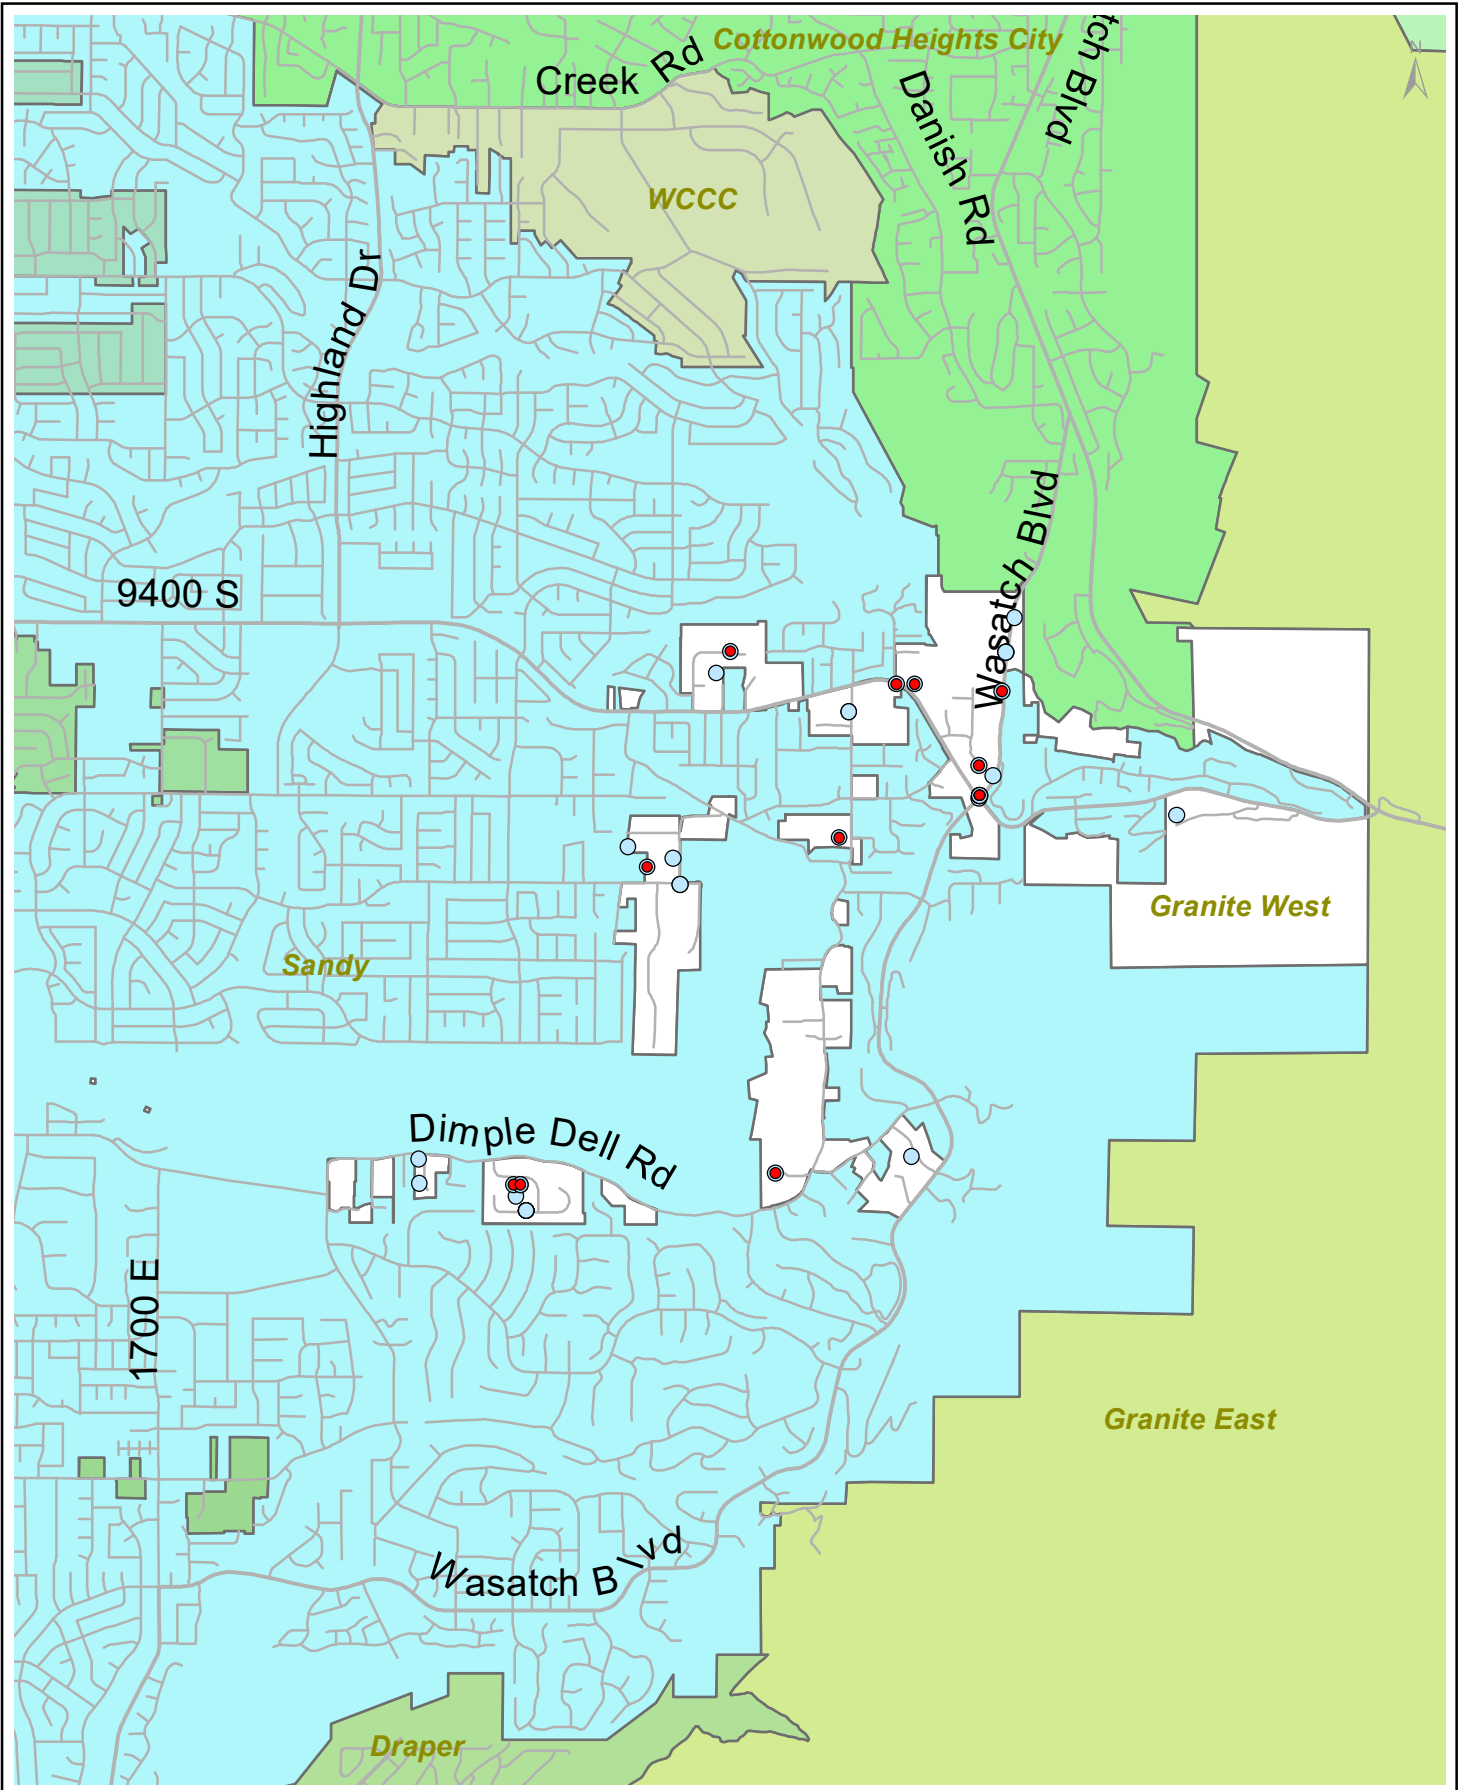 Cottonwood Heights City
tch Blvd
Creek Rd
Danish Rd
N
WCCC
Highland Dr
Wasatch Blvd
9400 S
Granite West
Sandy
Dimple Dell Rd
1700 E
Granite East
Wasatch Blvd
Draper